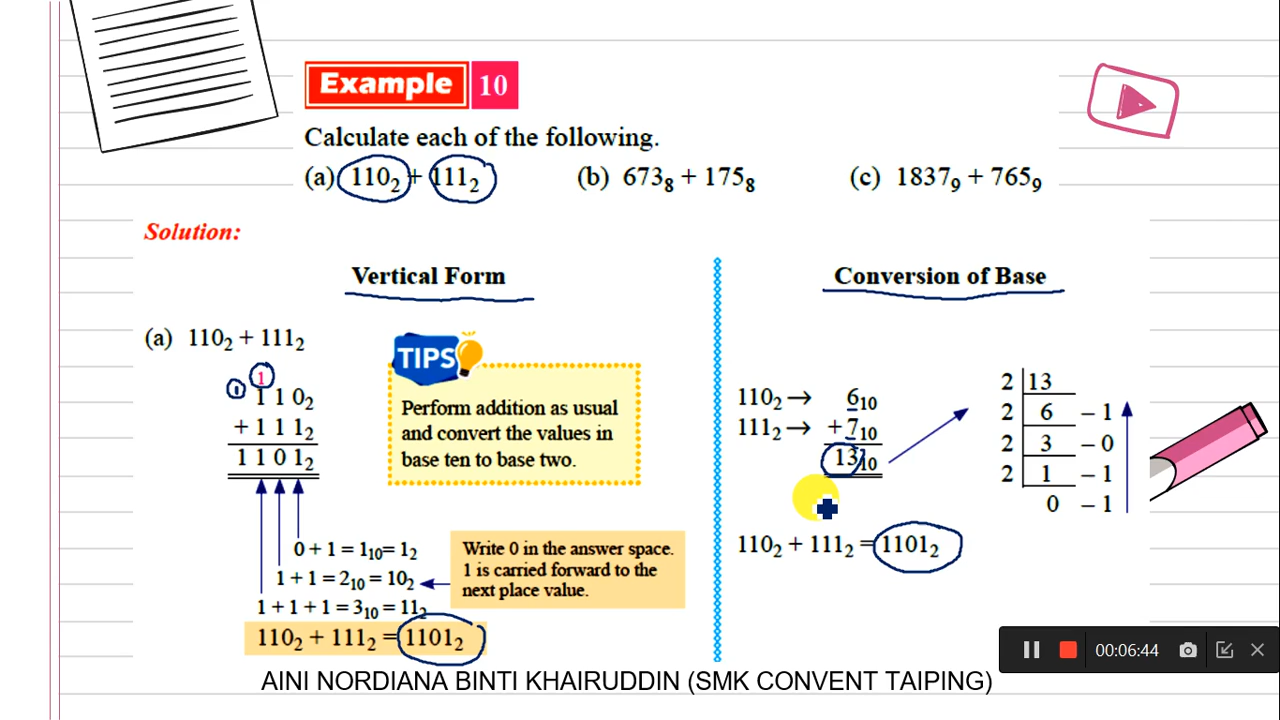 Example 10
Calculate each of the following.
(a) 110₂ + 111₂ (b) 673₈ + 175₈ (c) 1837₉ + 765₉
Solution:
Vertical Form
(a) 110₂ + 111₂
1 1
1 1 0₂
+ 1 1 1₂
1 1 0 1₂
0 + 1 = 1₁₀= 1₂
1 + 1 = 2₁₀ = 10₂
1 + 1 + 1 = 3₁₀ = 11₂
110₂ + 111₂ = 1101₂
TIPS
Perform addition as usual
and convert the values in
base ten to base two.
Write 0 in the answer space.
1 is carried forward to the
next place value.
Conversion of Base
110₂ → 6₁₀
111₂ → + 7₁₀
13₁₀
2 13
2 6 – 1
2 3 – 0
2 1 – 1
0 – 1
110₂ + 111₂ = 1101₂
00:06:44
AINI NORDIANA BINTI KHAIRUDDIN (SMK CONVENT TAIPING)